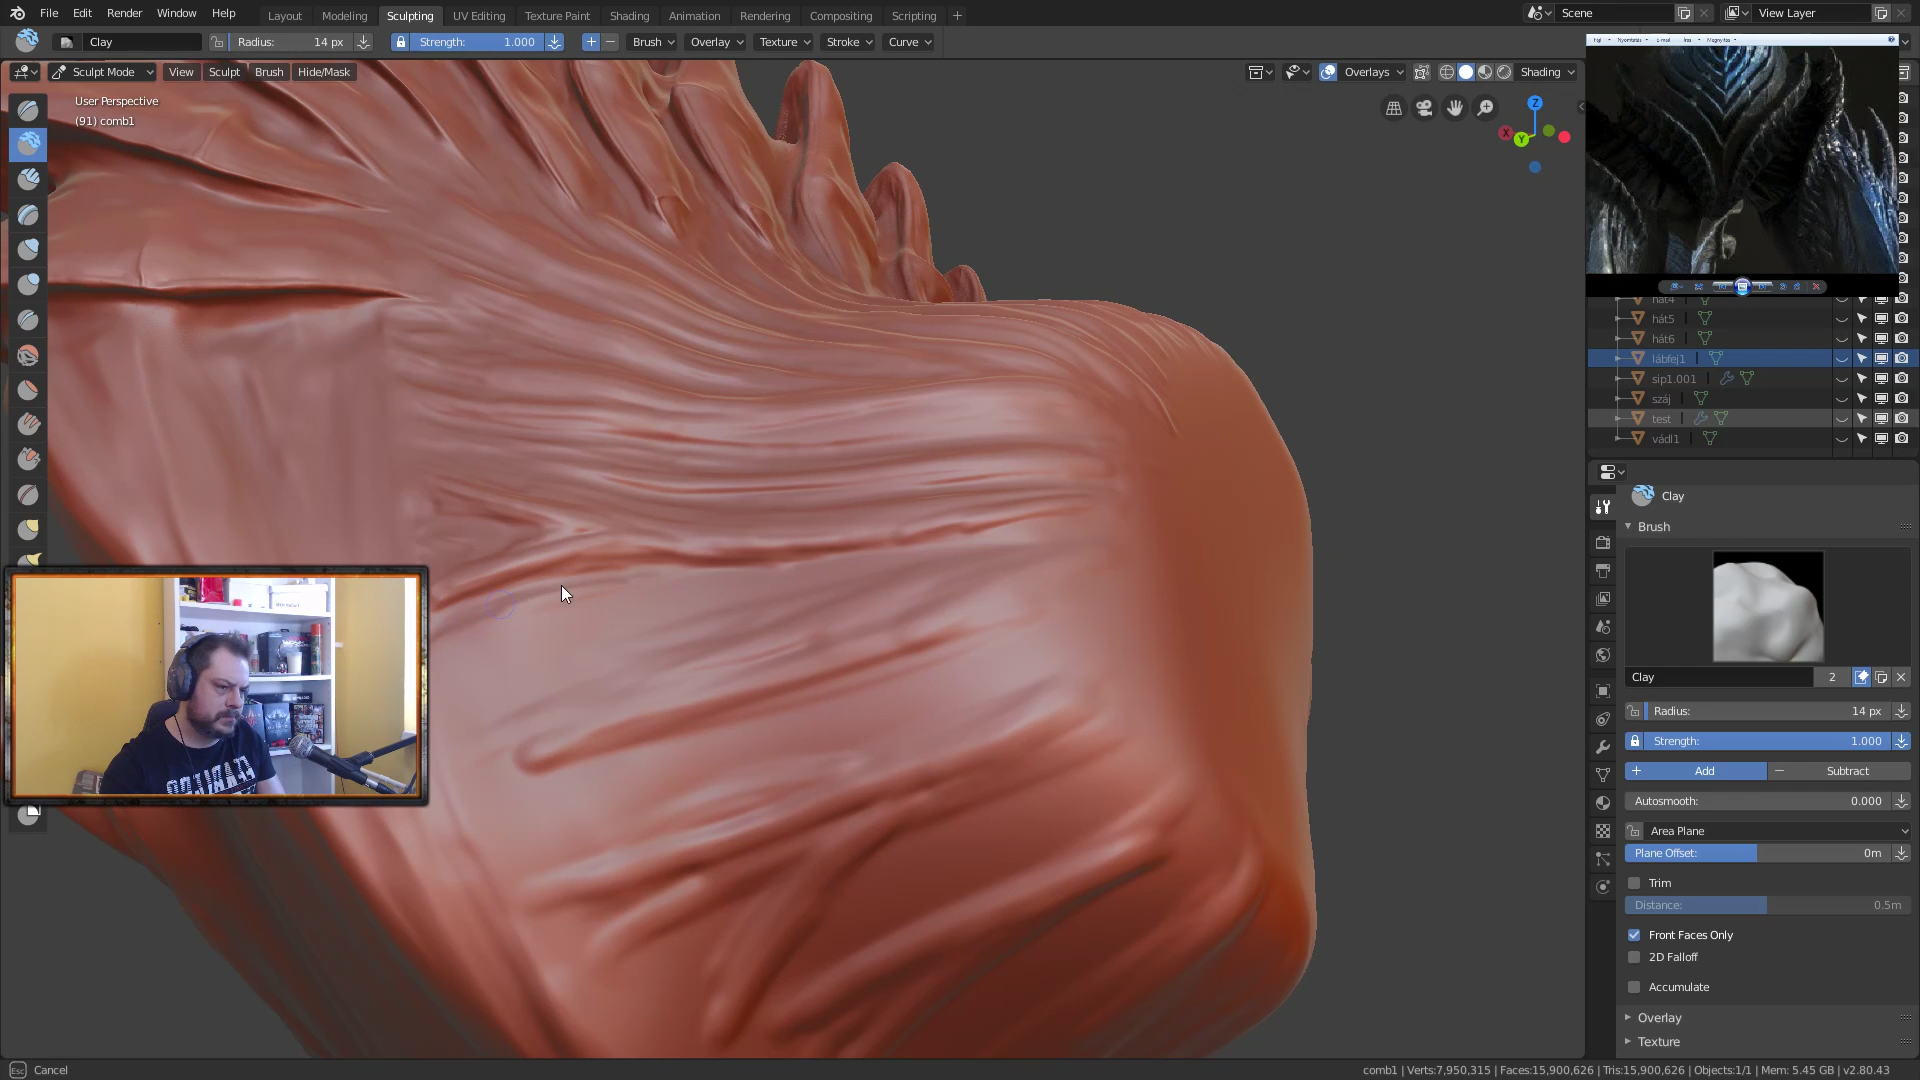 File Edit Render Window Help Layout Modeling Sculpting UV Editing Texture Paint Shading Animation Rendering Compositing Scripting + Scene View Layer
Clay Radius: 14 px Strength: 1.000 + − Brush Overlay Texture Stroke Curve
Sculpt Mode View Sculpt Brush Hide/Mask Overlays Shading
User Perspective
(91) comb1
Z
X
Y
hát4
hát5
hát6
lábfej1
sip1.001
száj
test
vádl1
Clay
Brush
Clay 2
Radius: 14 px
Strength: 1.000
+ Add − Subtract
Autosmooth: 0.000
Area Plane
Plane Offset: 0m
Trim
Distance: 0.5m
Front Faces Only
2D Falloff
Accumulate
Overlay
Texture
Esc Cancel comb1 | Verts:7,950,315 | Faces:15,900,626 | Tris:15,900,626 | Objects:1/1 | Mem: 5.45 GB | v2.80.43